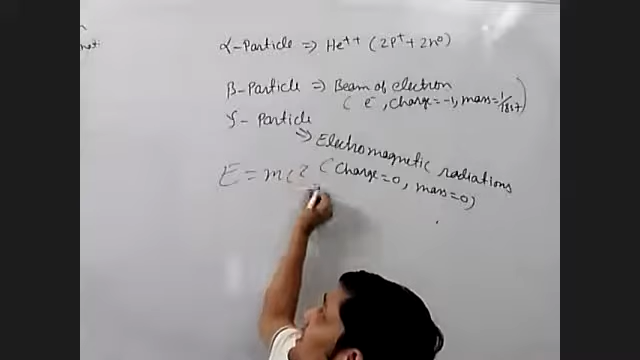 α-Particle ⇒ He⁺⁺ (2P⁺ + 2n⁰)
β-Particle ⇒ Beam of electron
( e⁻, charge = -1, mass = 1/1837 )
γ- Particle
⇒ Electromagnetic radiations
( Charge = 0, mass = 0 )
E = mc2